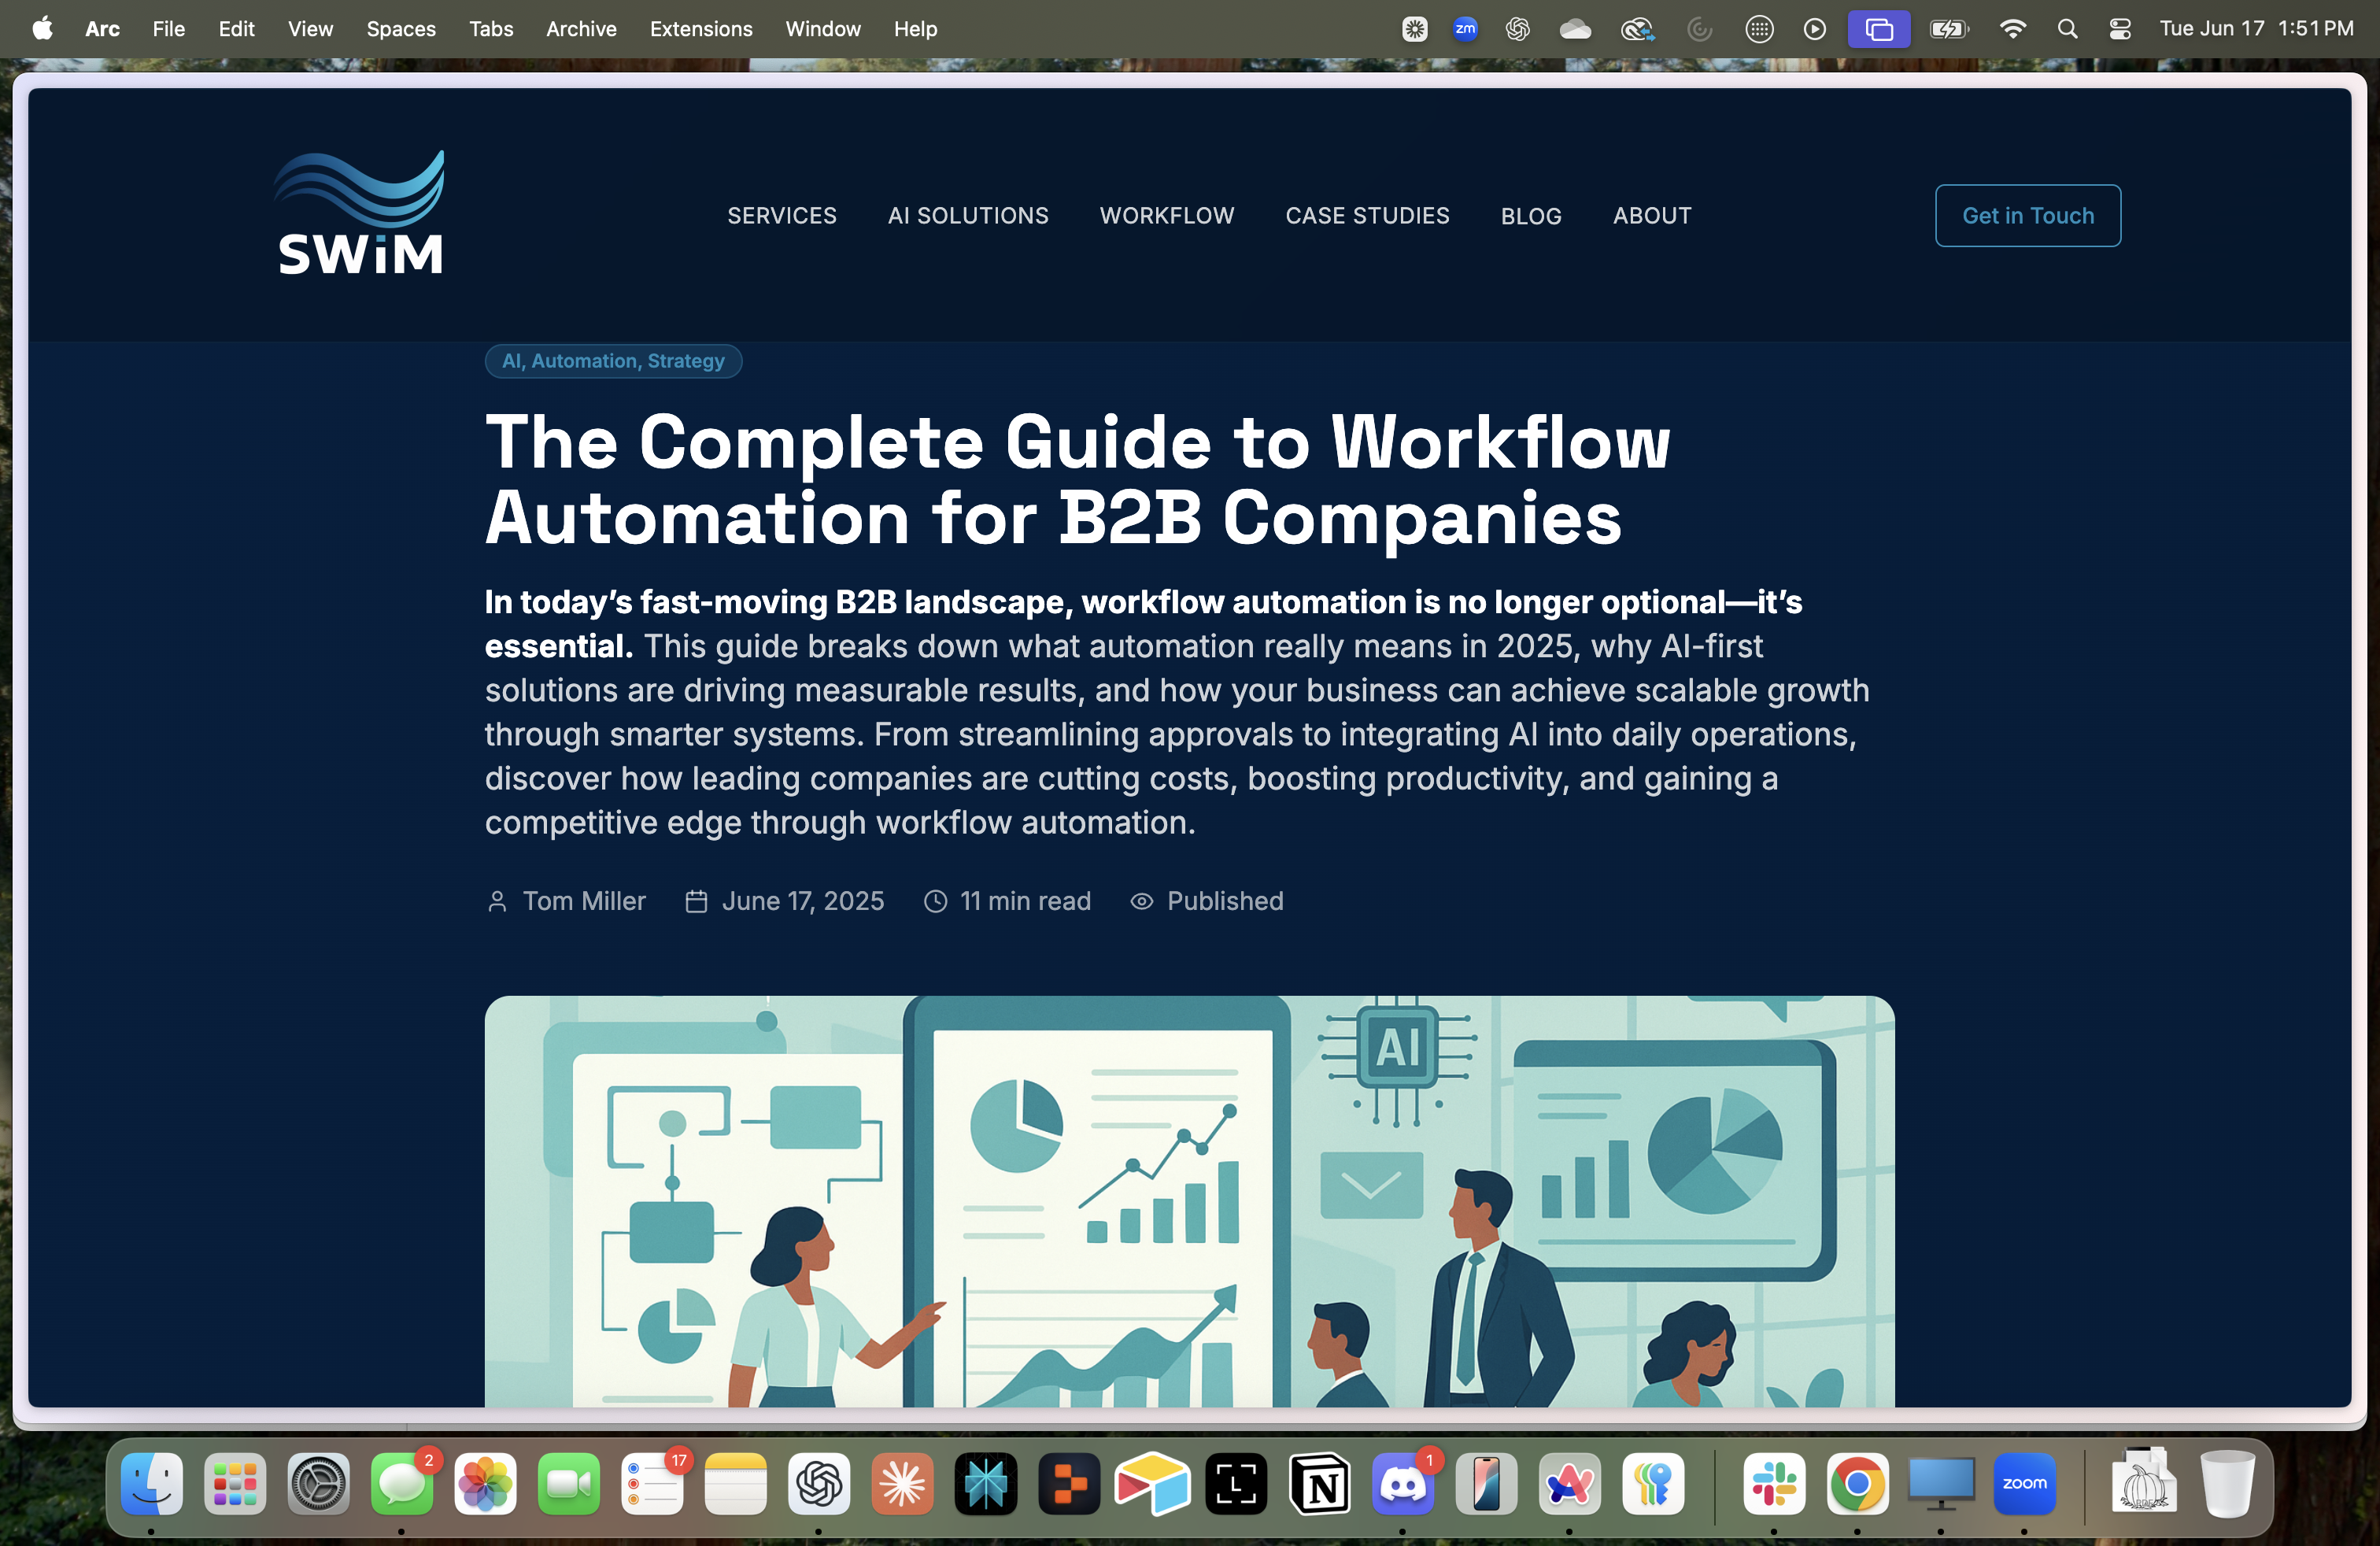 Arc File Edit View Spaces Tabs Archive Extensions Window Help
zm
Tue Jun 17 1:51 PM
SWiM
SERVICES AI SOLUTIONS WORKFLOW CASE STUDIES BLOG ABOUT
Get in Touch
AI, Automation, Strategy
The Complete Guide to Workflow
Automation for B2B Companies
In today’s fast-moving B2B landscape, workflow automation is no longer optional—it’s
essential. This guide breaks down what automation really means in 2025, why AI-first
solutions are driving measurable results, and how your business can achieve scalable growth
through smarter systems. From streamlining approvals to integrating AI into daily operations,
discover how leading companies are cutting costs, boosting productivity, and gaining a
competitive edge through workflow automation.
Tom Miller June 17, 2025 11 min read Published
AI
2 17 L N 1 zoom